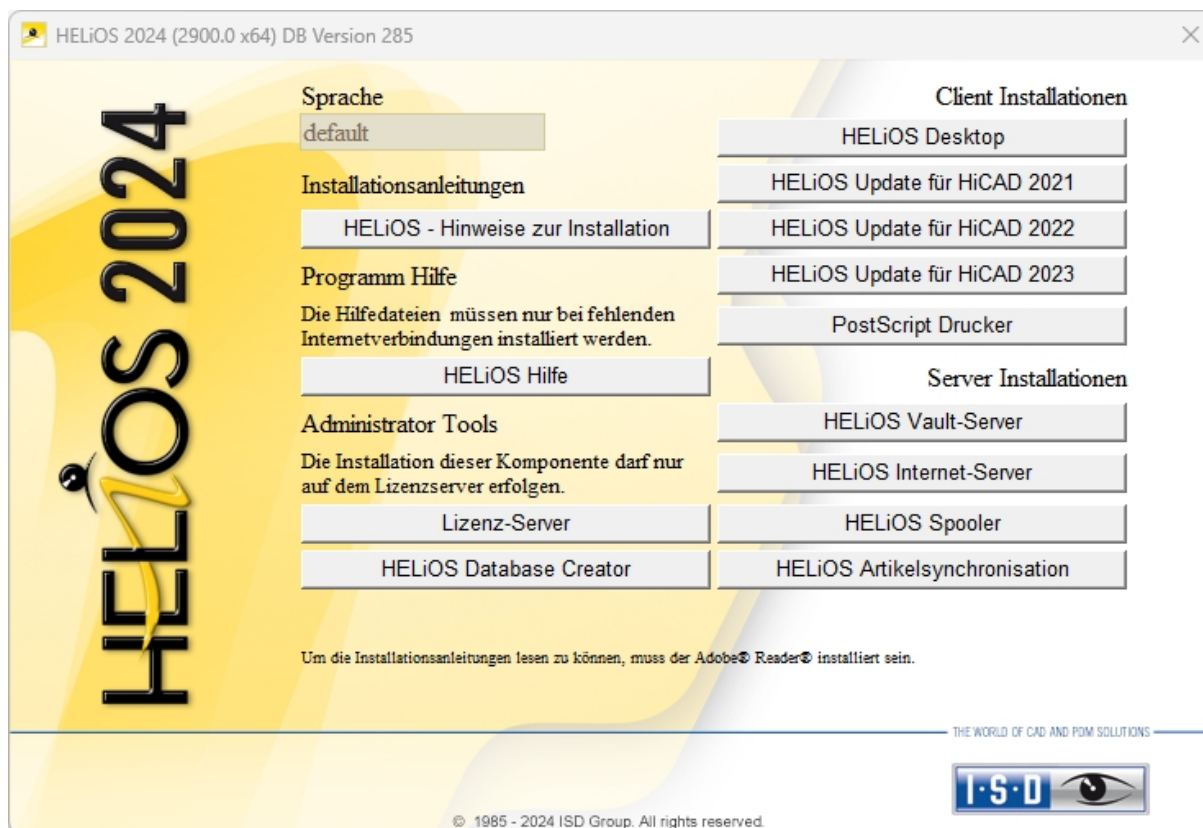 HELiOS 2024 (2900.0 x64) DB Version 285
HELiOS 2024
Sprache
default
Installationsanleitungen
HELiOS - Hinweise zur Installation
Programm Hilfe
Die Hilfedateien müssen nur bei fehlenden
Internetverbindungen installiert werden.
HELiOS Hilfe
Administrator Tools
Die Installation dieser Komponente darf nur
auf dem Lizenzserver erfolgen.
Lizenz-Server
HELiOS Database Creator
Client Installationen
HELiOS Desktop
HELiOS Update für HiCAD 2021
HELiOS Update für HiCAD 2022
HELiOS Update für HiCAD 2023
PostScript Drucker
Server Installationen
HELiOS Vault-Server
HELiOS Internet-Server
HELiOS Spooler
HELiOS Artikelsynchronisation
Um die Installationsanleitungen lesen zu können, muss der Adobe® Reader® installiert sein.
THE WORLD OF CAD AND PDM SOLUTIONS
I·S·D
© 1985 - 2024 ISD Group. All rights reserved.